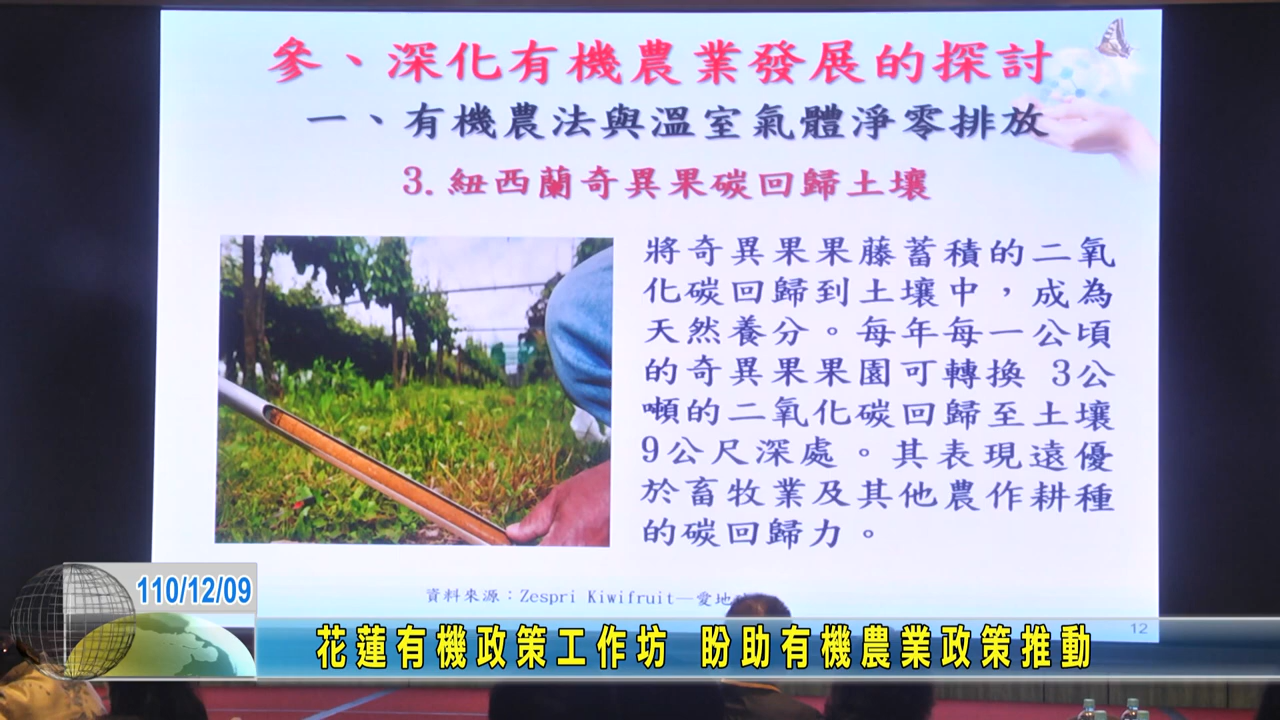 參、深化有機農業發展的探討
一、有機農法與溫室氣體淨零排放
3.紐西蘭奇異果碳回歸土壤
將奇異果果藤蓄積的二氧
化碳回歸到土壤中，成為
天然養分。每年每一公頃
的奇異果果園可轉換 3公
噸的二氧化碳回歸至土壤
9公尺深處。其表現遠優
於畜牧業及其他農作耕種
的碳回歸力。
資料來源：Zespri Kiwifruit—愛地
12
110/12/09
花蓮有機政策工作坊 盼助有機農業政策推動